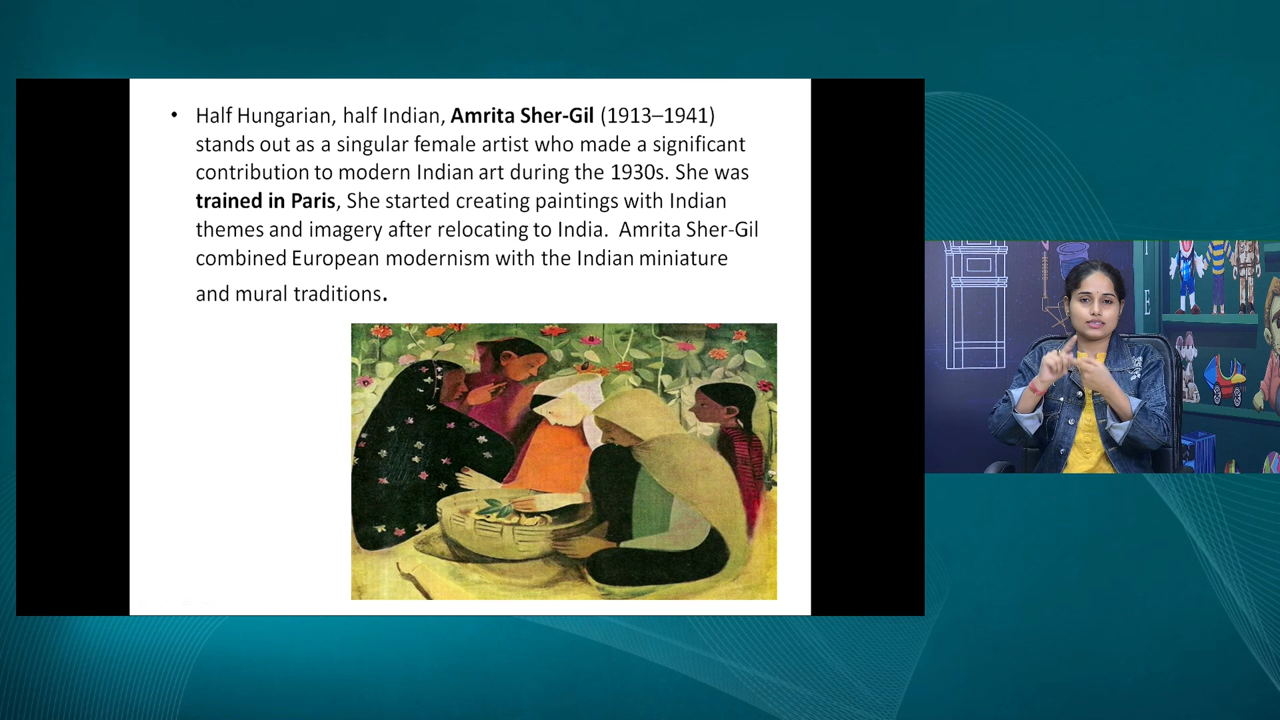 • Half Hungarian, half Indian, Amrita Sher-Gil (1913–1941)
stands out as a singular female artist who made a significant
contribution to modern Indian art during the 1930s. She was
trained in Paris, She started creating paintings with Indian
themes and imagery after relocating to India.  Amrita Sher-Gil
combined European modernism with the Indian miniature
and mural traditions.